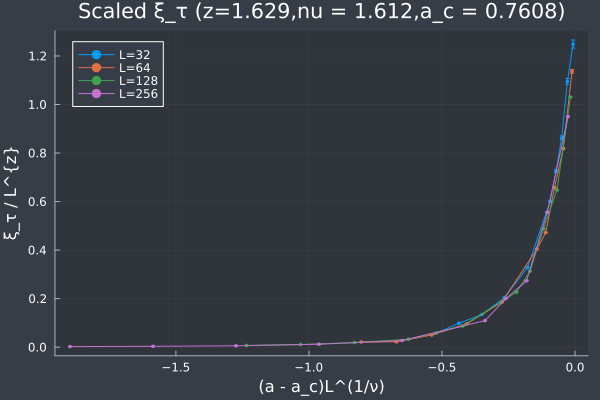 Scaled ξ_τ (z=1.629,nu = 1.612,a_c = 0.7608)
L=32
L=64
L=128
L=256
ξ_τ / L^{z}
1.2
1.0
0.8
0.6
0.4
0.2
0.0
−1.5
−1.0
−0.5
0.0
(a - a_c)L^(1/ν)